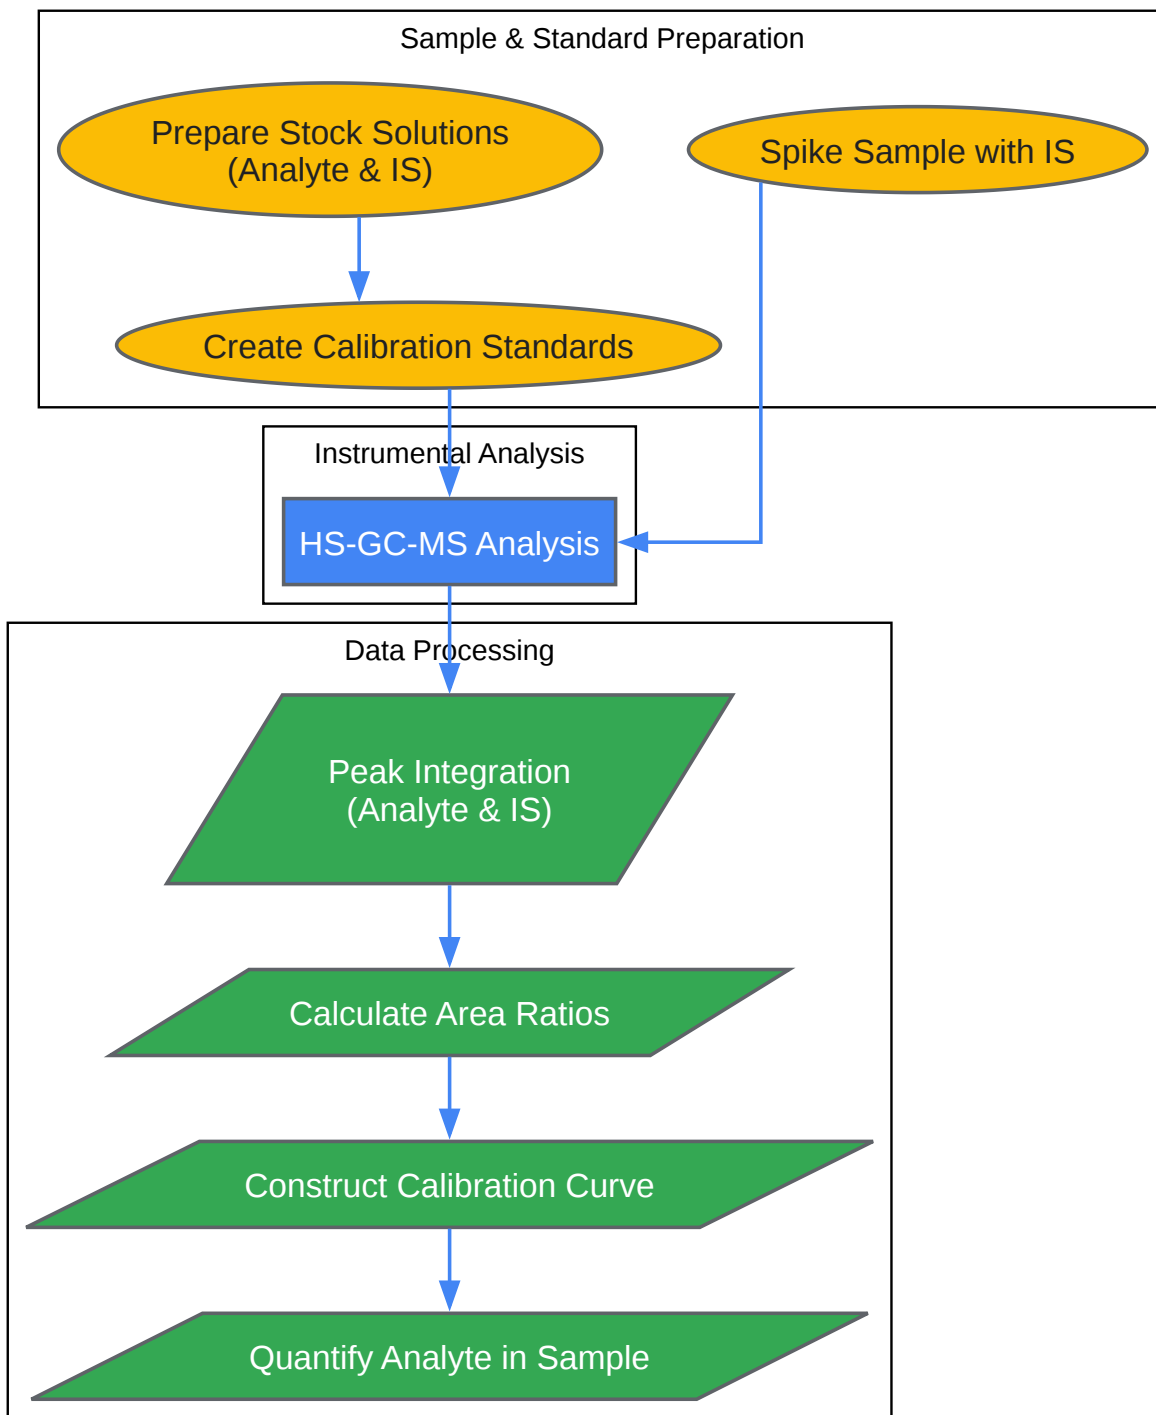 Sample & Standard Preparation
Prepare Stock Solutions
(Analyte & IS)
Spike Sample with IS
Create Calibration Standards
Instrumental Analysis
HS-GC-MS Analysis
Data Processing
Peak Integration
(Analyte & IS)
Calculate Area Ratios
Construct Calibration Curve
Quantify Analyte in Sample